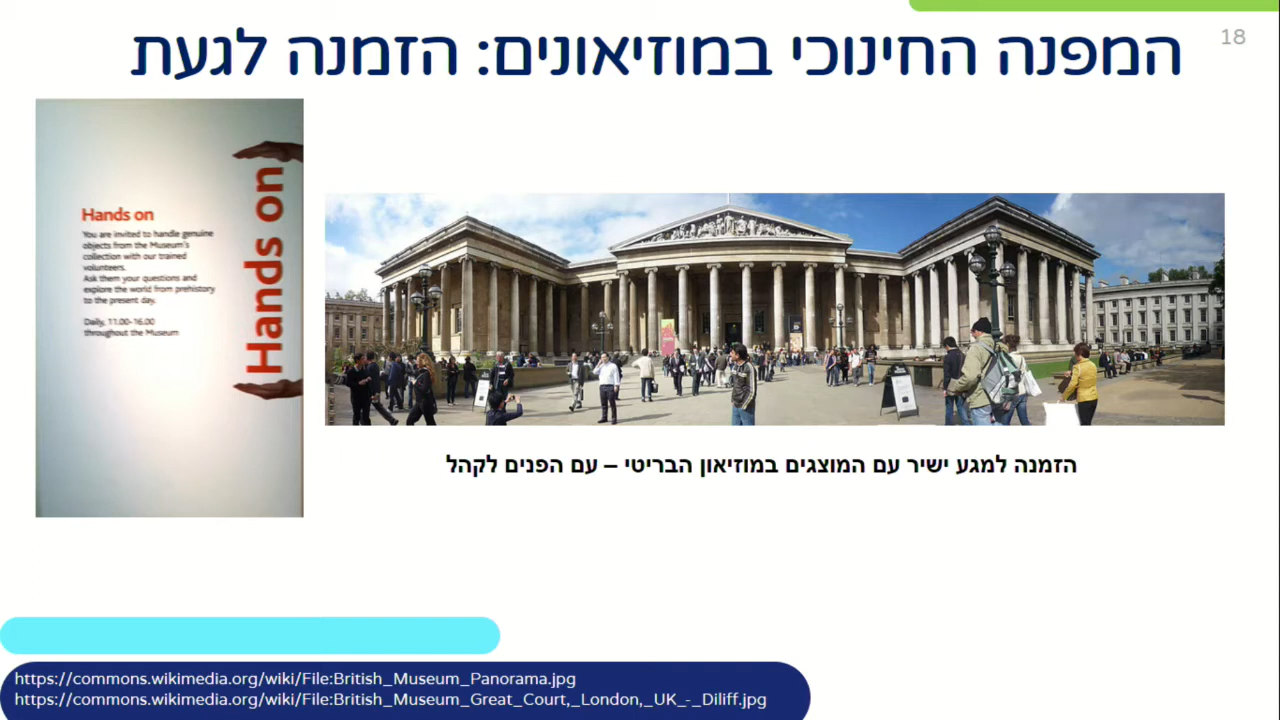 18
המפנה החינוכי במוזיאונים: הזמנה לגעת
Hands on
You are invited to handle genuine
objects from the Museum's
collection with our trained
volunteers.
Ask them your questions and
explore the world from prehistory
to the present day.
Daily, 11.00-16.00
throughout the Museum
Hands on
הזמנה למגע ישיר עם המוצגים במוזיאון הבריטי – עם הפנים לקהל
https://commons.wikimedia.org/wiki/File:British_Museum_Panorama.jpg
https://commons.wikimedia.org/wiki/File:British_Museum_Great_Court,_London,_UK_-_Diliff.jpg